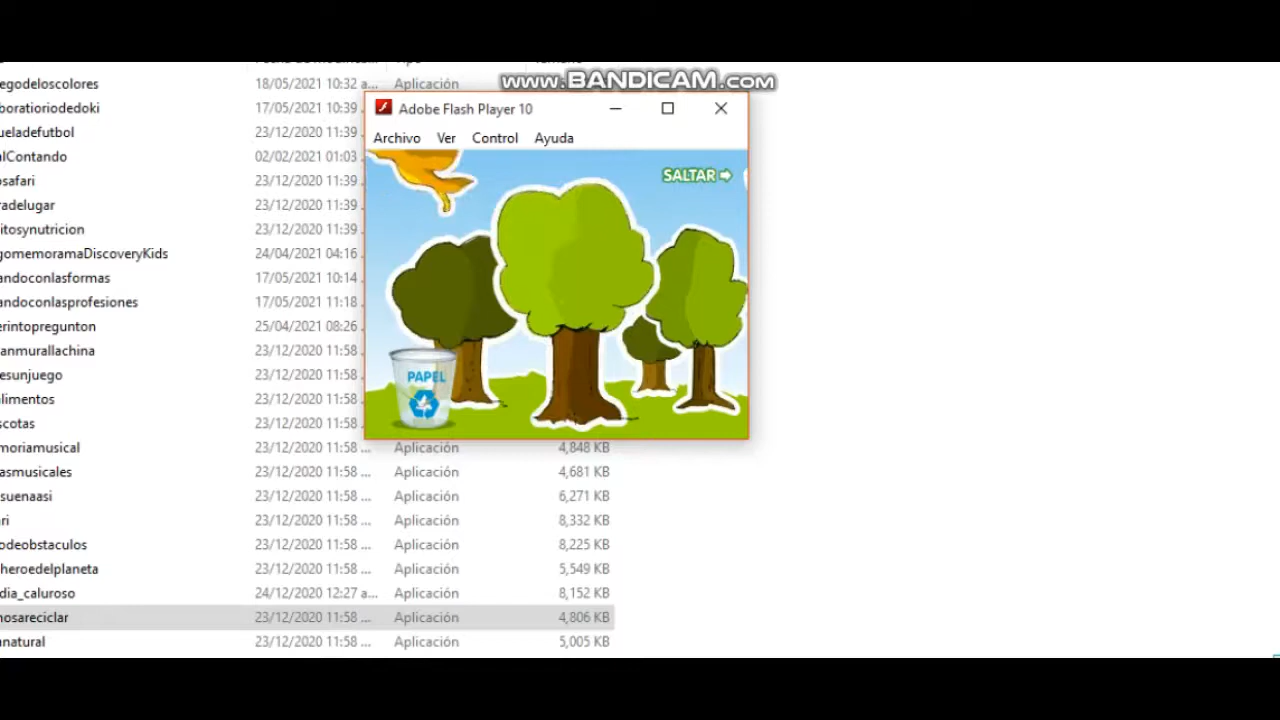 www.BANDICAM.com
egodeloscolores 18/05/2021 10:32 a... Aplicación
boratoriodedoki 17/05/2021 10:39
ueladefutbol 23/12/2020 11:39
alContando 02/02/2021 01:03
osafari 23/12/2020 11:39
radelugar 23/12/2020 11:39
itosynutricion 23/12/2020 11:39
gomemoramaDiscoveryKids 24/04/2021 04:16
andoconlasformas 17/05/2021 10:14
andoconlasprofesiones 17/05/2021 11:18
erintopregunton 25/04/2021 08:26
anmurallachina 23/12/2020 11:58
esunjuego 23/12/2020 11:58
alimentos 23/12/2020 11:58
scotas 23/12/2020 11:58
moriamusical 23/12/2020 11:58 ... Aplicación 4,848 KB
asmusicales 23/12/2020 11:58 ... Aplicación 4,681 KB
suenaasi 23/12/2020 11:58 ... Aplicación 6,271 KB
ri 23/12/2020 11:58 ... Aplicación 8,332 KB
odeobstaculos 23/12/2020 11:58 ... Aplicación 8,225 KB
heroedelplaneta 23/12/2020 11:58 ... Aplicación 5,549 KB
dia_caluroso 24/12/2020 12:27 a... Aplicación 8,152 KB
nosareciclar 23/12/2020 11:58 ... Aplicación 4,806 KB
natural 23/12/2020 11:58 ... Aplicación 5,005 KB
Adobe Flash Player 10
Archivo Ver Control Ayuda
SALTAR
PAPEL